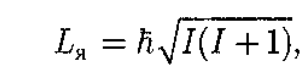 L_я = ħ√I(I + 1),